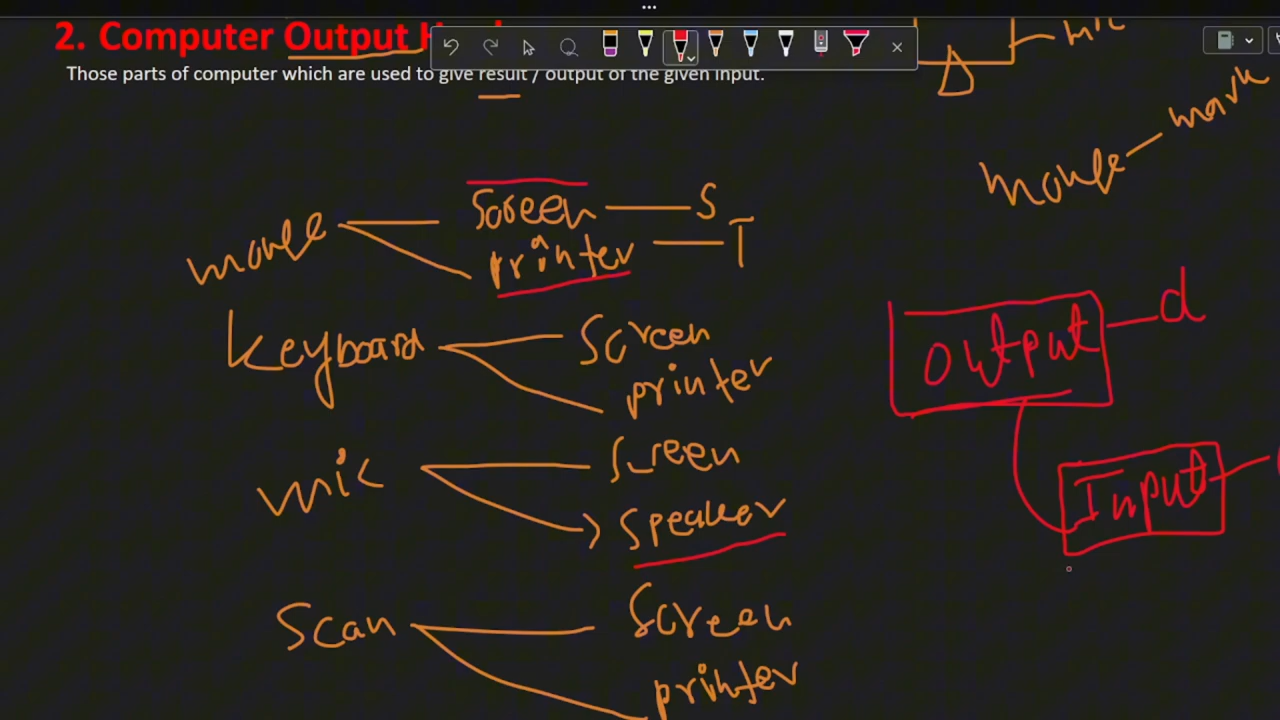 2. Computer Output
Those parts of computer which are used to give result / output of the given input.
mic
mouse mark
mouse screen S
printer T
keyboard screen
printer
mic screen
speaker
Scan screen
printer
output d
Input